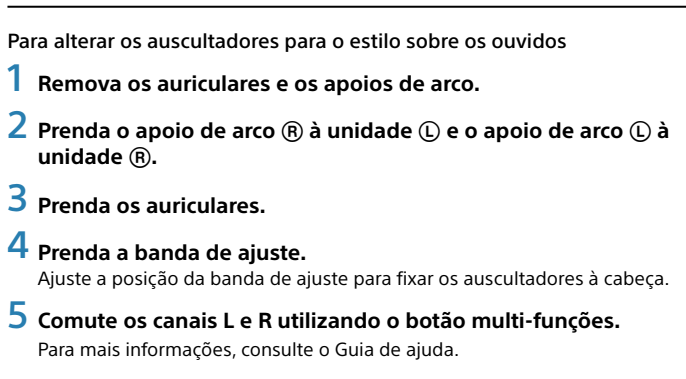 Para alterar os auscultadores para o estilo sobre os ouvidos
1 Remova os auriculares e os apoios de arco.
2 Prenda o apoio de arco Ⓡ à unidade Ⓛ e o apoio de arco Ⓛ à
unidade Ⓡ.
3 Prenda os auriculares.
4 Prenda a banda de ajuste.
Ajuste a posição da banda de ajuste para fixar os auscultadores à cabeça.
5 Comute os canais L e R utilizando o botão multi-funções.
Para mais informações, consulte o Guia de ajuda.